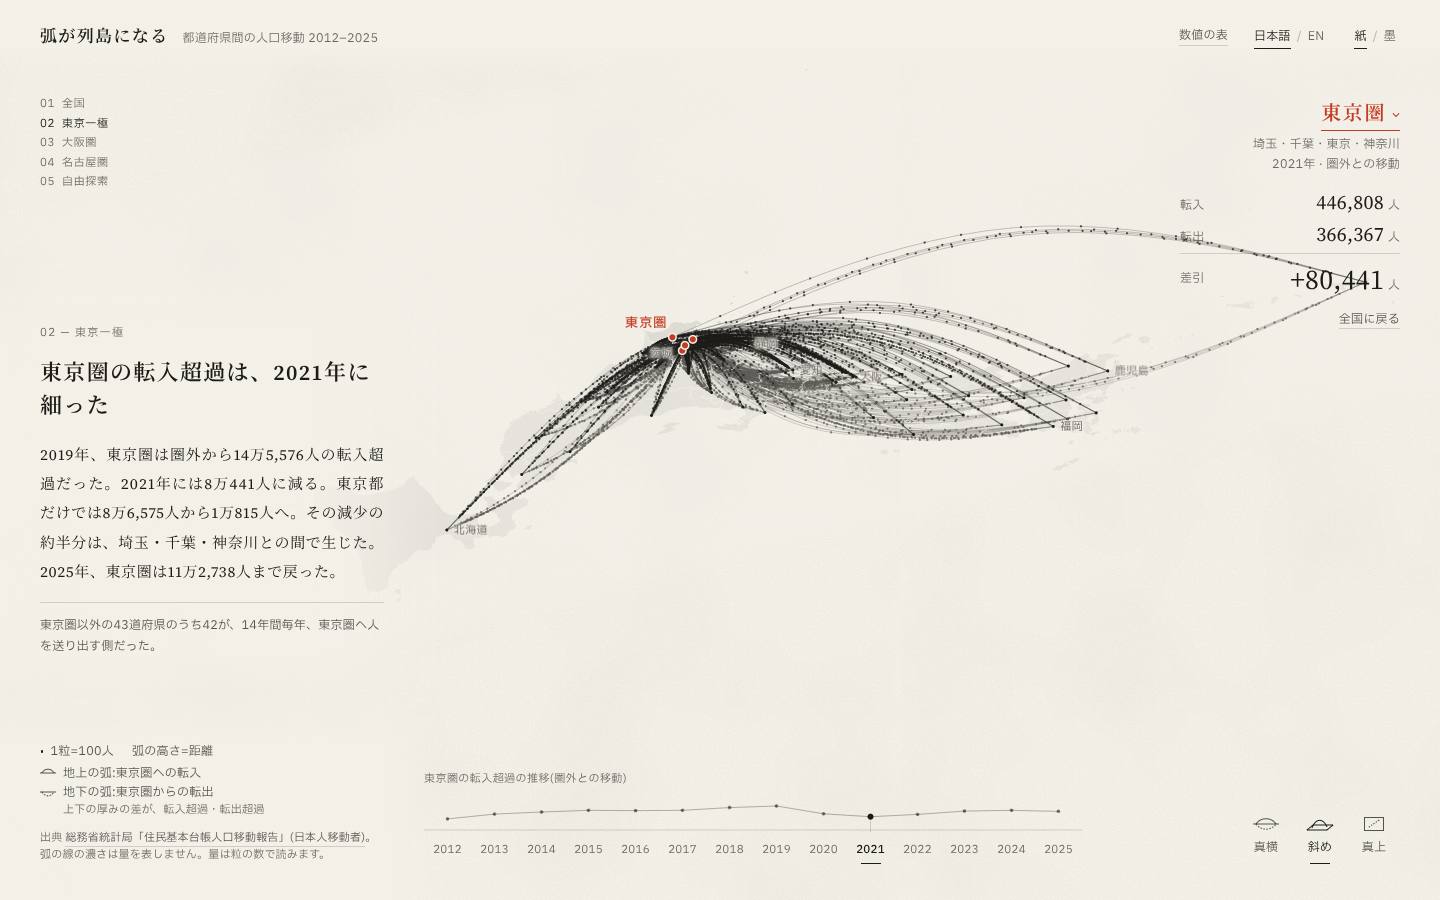 弧が列島になる 都道府県間の人口移動 2012–2025
数値の表 日本語 / EN 紙 / 墨
01 全国
02 東京一極
03 大阪圏
04 名古屋圏
05 自由探索
東京圏
埼玉・千葉・東京・神奈川
2021年・圏外との移動
転入 446,808 人
転出 366,367 人
差引 +80,441 人
全国に戻る
東京圏
愛知
大阪
鹿児島
福岡
北海道
02 — 東京一極
東京圏の転入超過は、2021年に
細った
2019年、東京圏は圏外から14万5,576人の転入超
過だった。2021年には8万441人に減る。東京都
だけでは8万6,575人から1万815人へ。その減少の
約半分は、埼玉・千葉・神奈川との間で生じた。
2025年、東京圏は11万2,738人まで戻った。
東京圏以外の43道府県のうち42が、14年間毎年、東京圏へ人
を送り出す側だった。
1粒=100人 弧の高さ=距離
地上の弧:東京圏への転入
地下の弧:東京圏からの転出
上下の厚みの差が、転入超過・転出超過
出典 総務省統計局「住民基本台帳人口移動報告」(日本人移動者)。
弧の線の濃さは量を表しません。量は粒の数で読みます。
東京圏の転入超過の推移(圏外との移動)
2012 2013 2014 2015 2016 2017 2018 2019 2020 2021 2022 2023 2024 2025
真横 斜め 真上